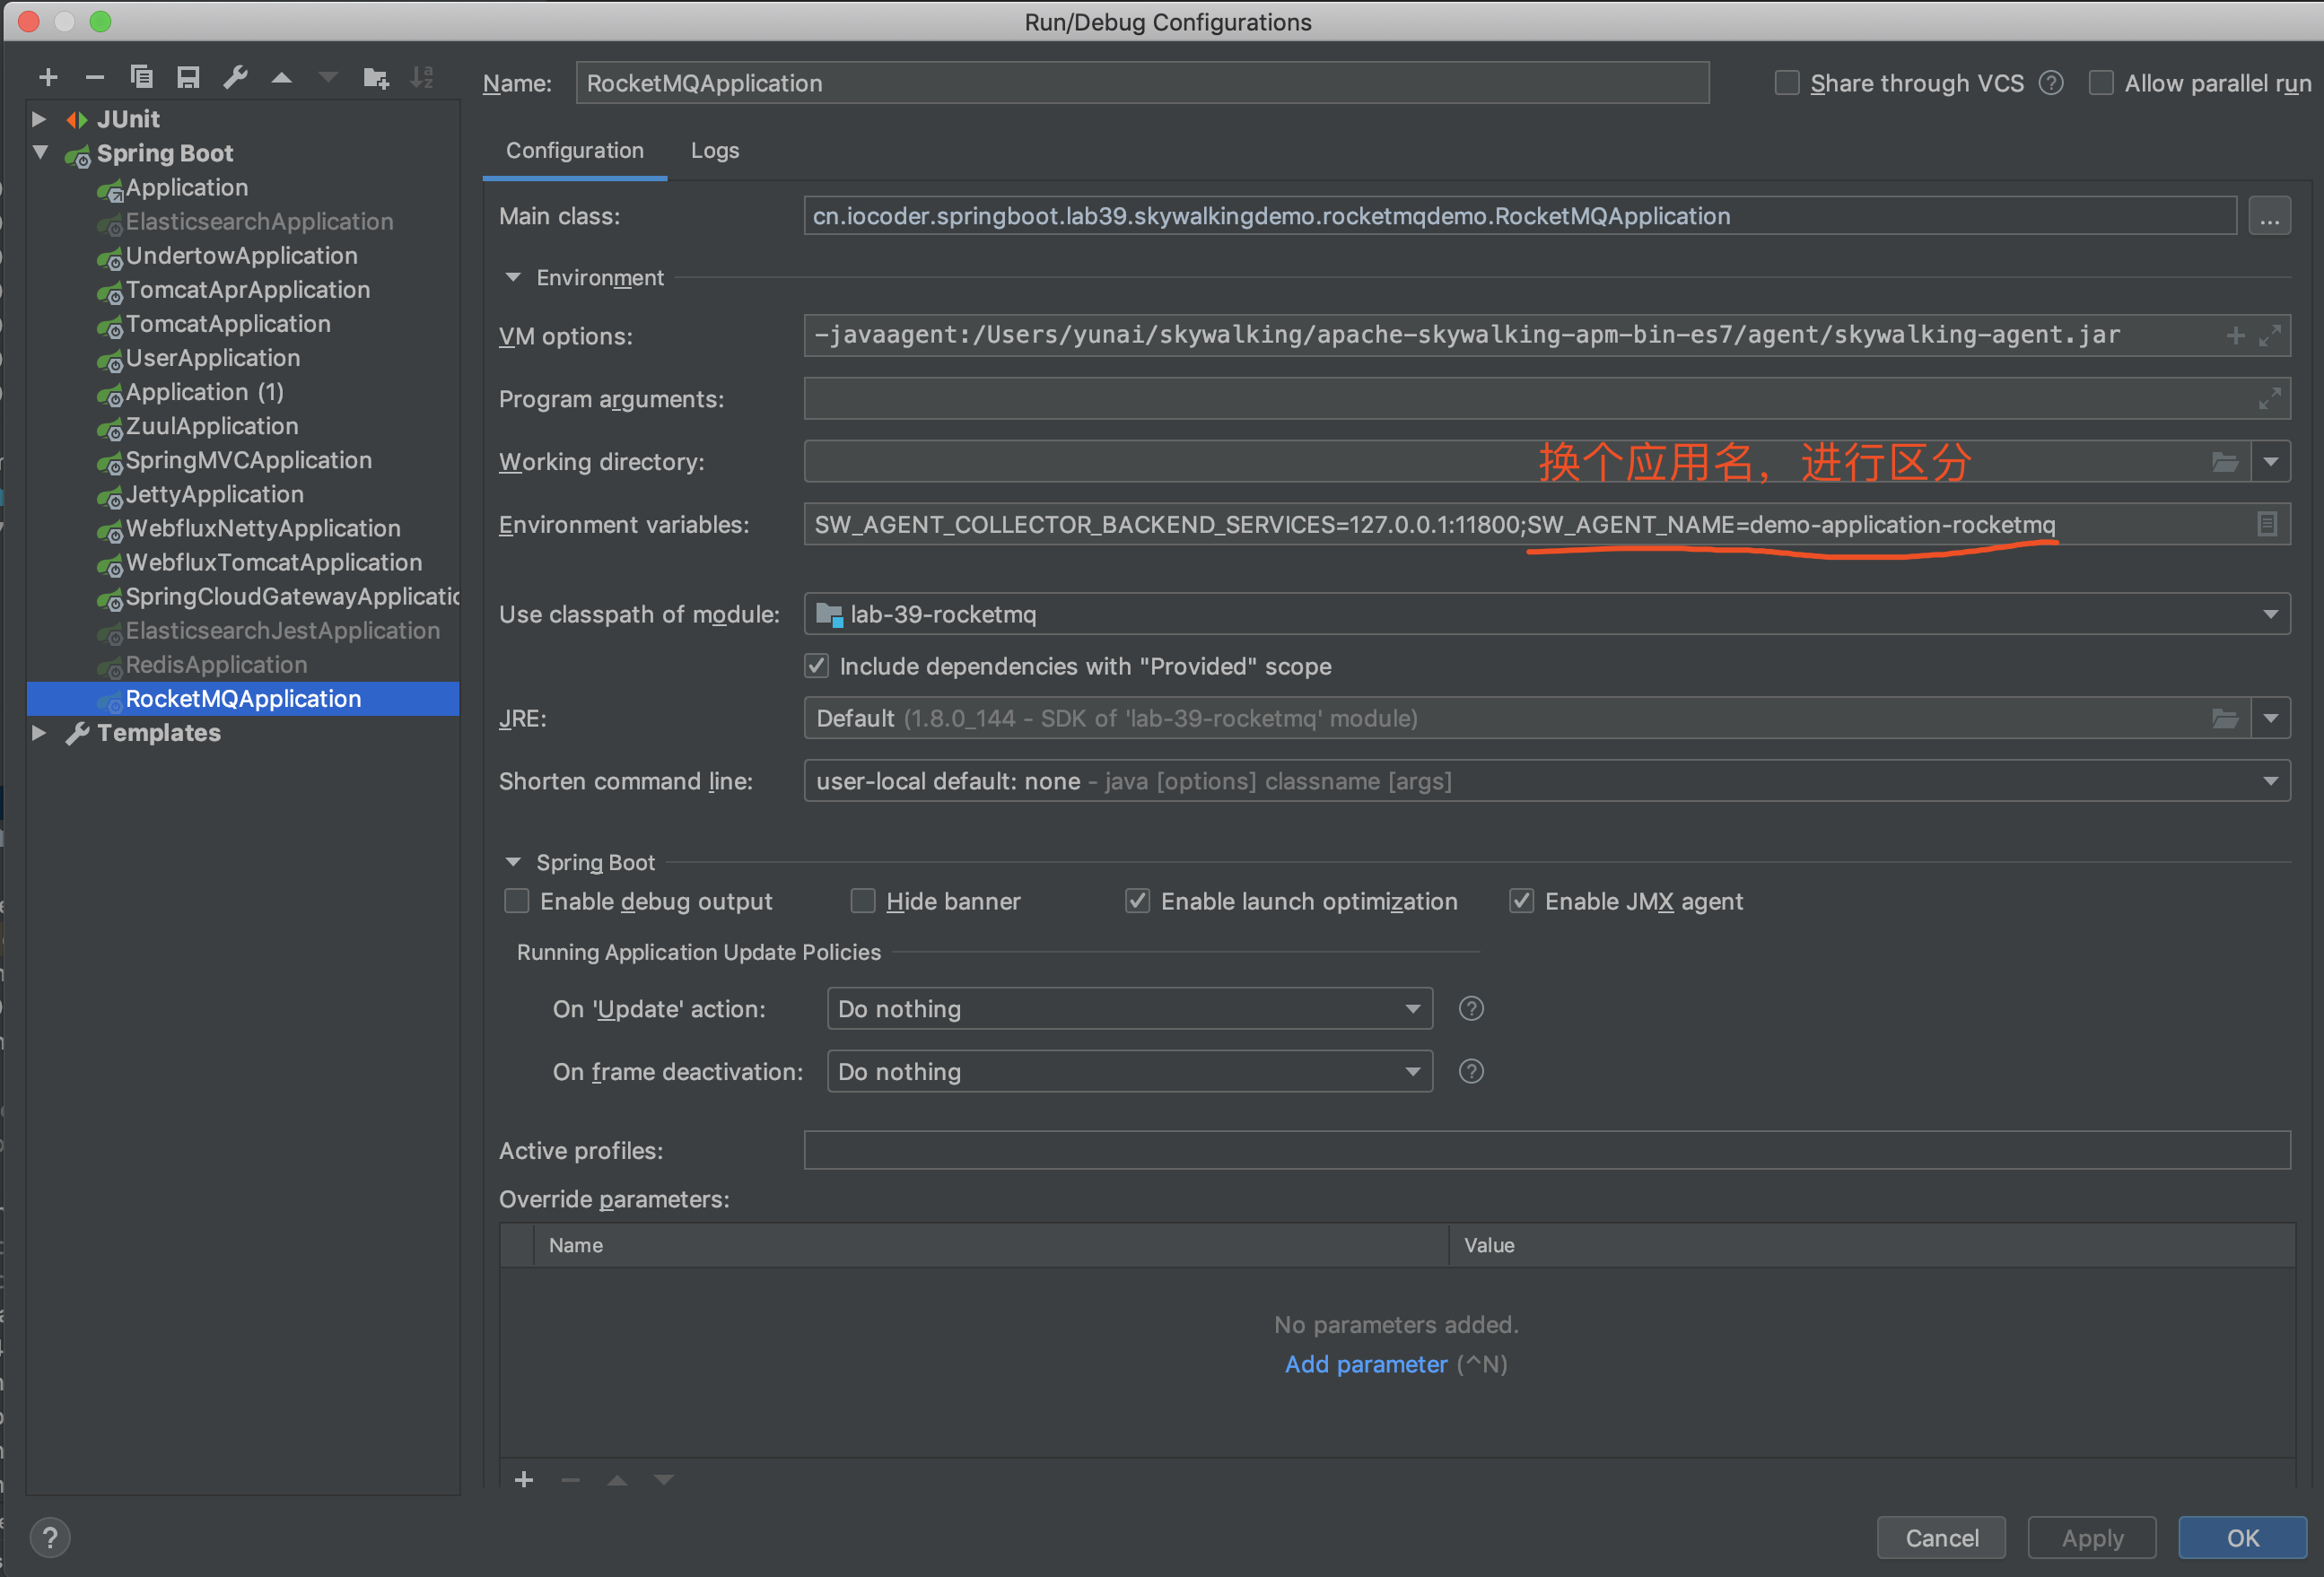 Run/Debug Configurations
Name: RocketMQApplication
Share through VCS
Allow parallel run
JUnit
Spring Boot
Application
ElasticsearchApplication
UndertowApplication
TomcatAprApplication
TomcatApplication
UserApplication
Application (1)
ZuulApplication
SpringMVCApplication
JettyApplication
WebfluxNettyApplication
WebfluxTomcatApplication
SpringCloudGatewayApplicatio
ElasticsearchJestApplication
RedisApplication
RocketMQApplication
Templates
Configuration
Logs
Main class: cn.iocoder.springboot.lab39.skywalkingdemo.rocketmqdemo.RocketMQApplication ...
Environment
VM options: -javaagent:/Users/yunai/skywalking/apache-skywalking-apm-bin-es7/agent/skywalking-agent.jar
Program arguments:
Working directory:
换个应用名，进行区分
Environment variables: SW_AGENT_COLLECTOR_BACKEND_SERVICES=127.0.0.1:11800;SW_AGENT_NAME=demo-application-rocketmq
Use classpath of module: lab-39-rocketmq
Include dependencies with "Provided" scope
JRE: Default (1.8.0_144 - SDK of 'lab-39-rocketmq' module)
Shorten command line: user-local default: none - java [options] classname [args]
Spring Boot
Enable debug output
Hide banner
Enable launch optimization
Enable JMX agent
Running Application Update Policies
On 'Update' action: Do nothing
On frame deactivation: Do nothing
Active profiles:
Override parameters:
Name
Value
No parameters added.
Add parameter (^N)
Cancel
Apply
OK